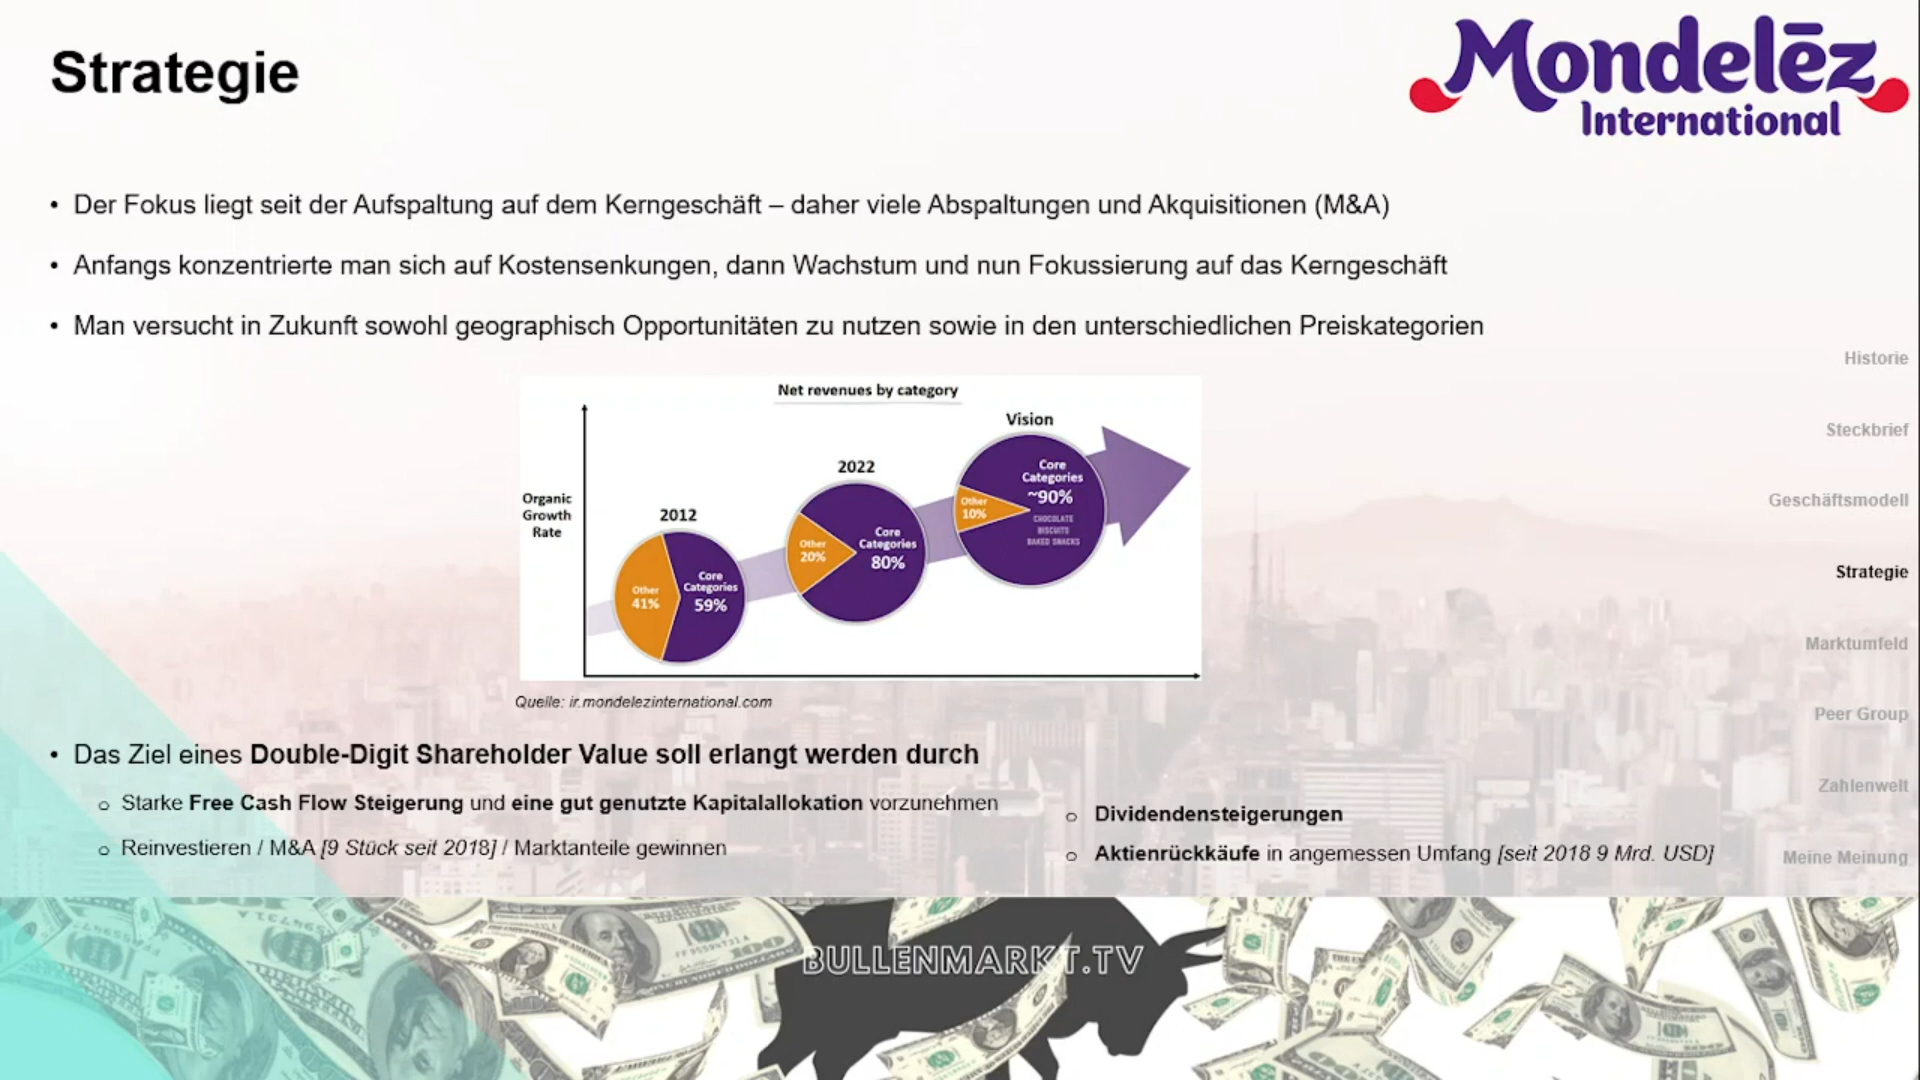 Strategie
Mondelēz
International
• Der Fokus liegt seit der Aufspaltung auf dem Kerngeschäft – daher viele Abspaltungen und Akquisitionen (M&A)
• Anfangs konzentrierte man sich auf Kostensenkungen, dann Wachstum und nun Fokussierung auf das Kerngeschäft
• Man versucht in Zukunft sowohl geographisch Opportunitäten zu nutzen sowie in den unterschiedlichen Preiskategorien
Net revenues by category
Organic
Growth
Rate
2012
Other
41%
Core
Categories
59%
2022
Other
20%
Core
Categories
80%
Vision
Other
10%
Core
Categories
~90%
CHOCOLATE
BISCUITS
BAKED SNACKS
Quelle: ir.mondelezinternational.com
• Das Ziel eines Double-Digit Shareholder Value soll erlangt werden durch
o Starke Free Cash Flow Steigerung und eine gut genutzte Kapitalallokation vorzunehmen
o Reinvestieren / M&A [9 Stück seit 2018] / Marktanteile gewinnen
o Dividendensteigerungen
o Aktienrückkäufe in angemessen Umfang [seit 2018 9 Mrd. USD]
Historie
Steckbrief
Geschäftsmodell
Strategie
Marktumfeld
Peer Group
Zahlenwelt
Meine Meinung
BULLENMARKT.TV